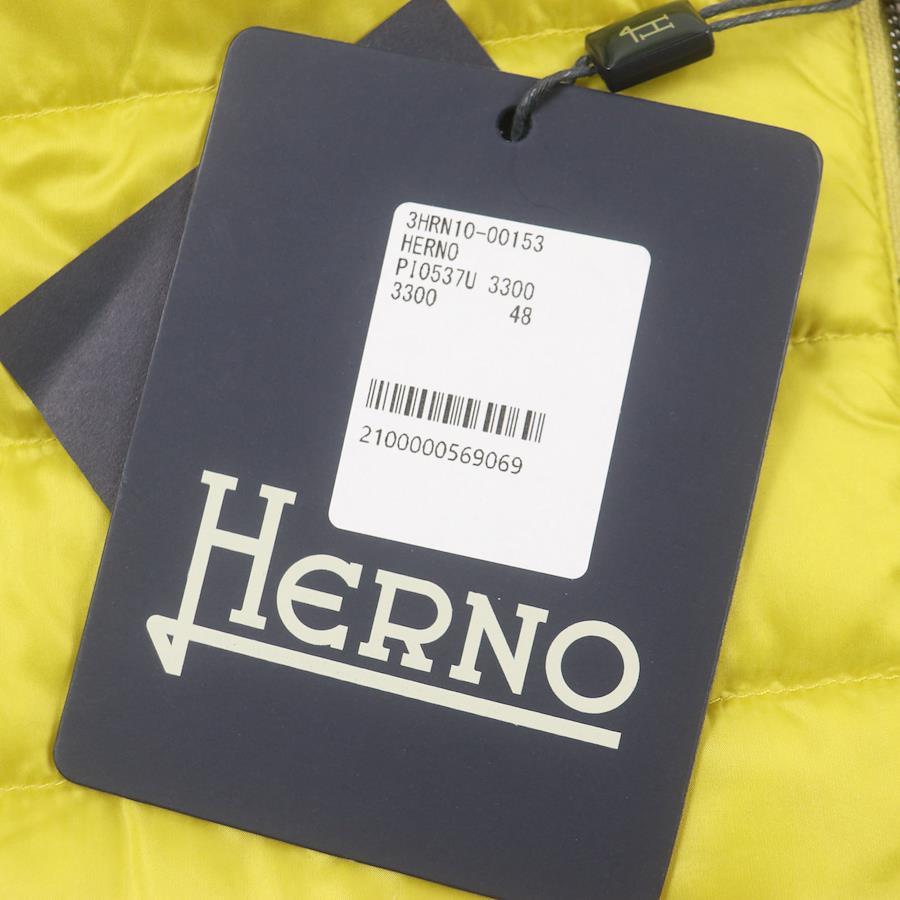 3HRN10-00153
HERNO
PI0537U 3300
3300 48
2100000569069
HERNO